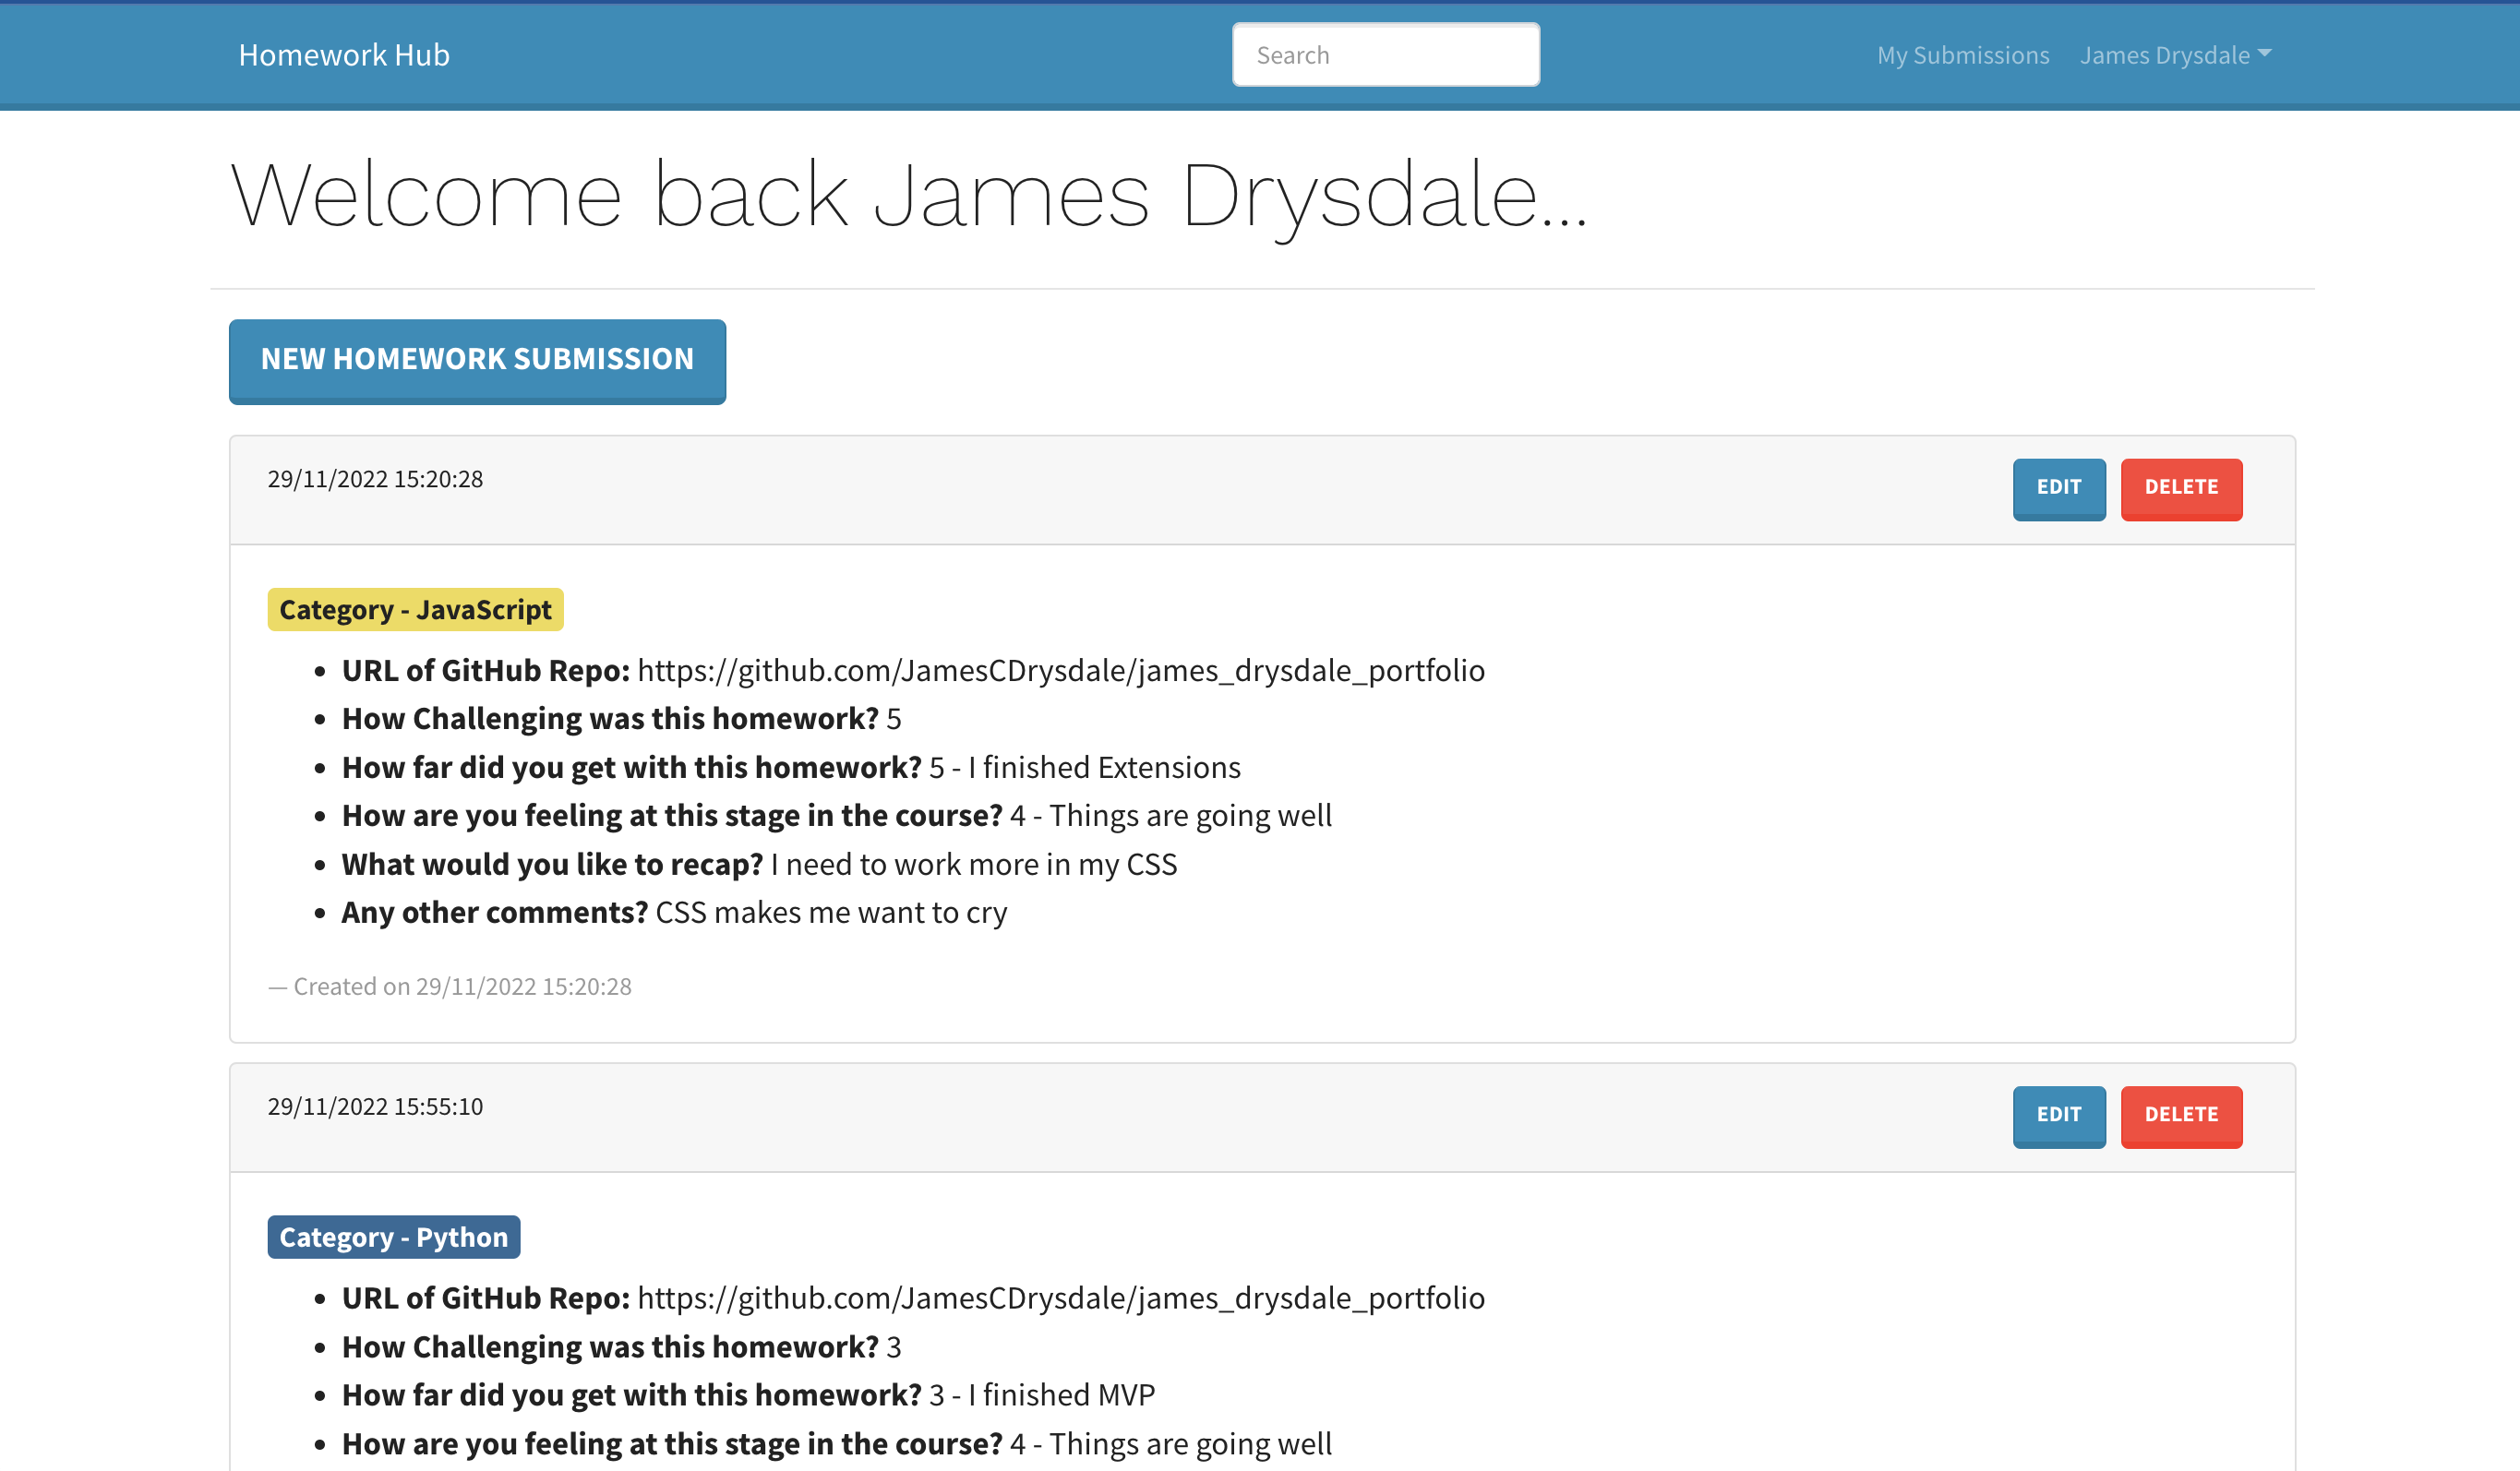 Homework Hub
Search
My Submissions
James Drysdale
Welcome back James Drysdale...
NEW HOMEWORK SUBMISSION
29/11/2022 15:20:28
EDIT
DELETE
Category - JavaScript
• URL of GitHub Repo: https://github.com/JamesCDrysdale/james_drysdale_portfolio
• How Challenging was this homework? 5
• How far did you get with this homework? 5 - I finished Extensions
• How are you feeling at this stage in the course? 4 - Things are going well
• What would you like to recap? I need to work more in my CSS
• Any other comments? CSS makes me want to cry
— Created on 29/11/2022 15:20:28
29/11/2022 15:55:10
EDIT
DELETE
Category - Python
• URL of GitHub Repo: https://github.com/JamesCDrysdale/james_drysdale_portfolio
• How Challenging was this homework? 3
• How far did you get with this homework? 3 - I finished MVP
• How are you feeling at this stage in the course? 4 - Things are going well